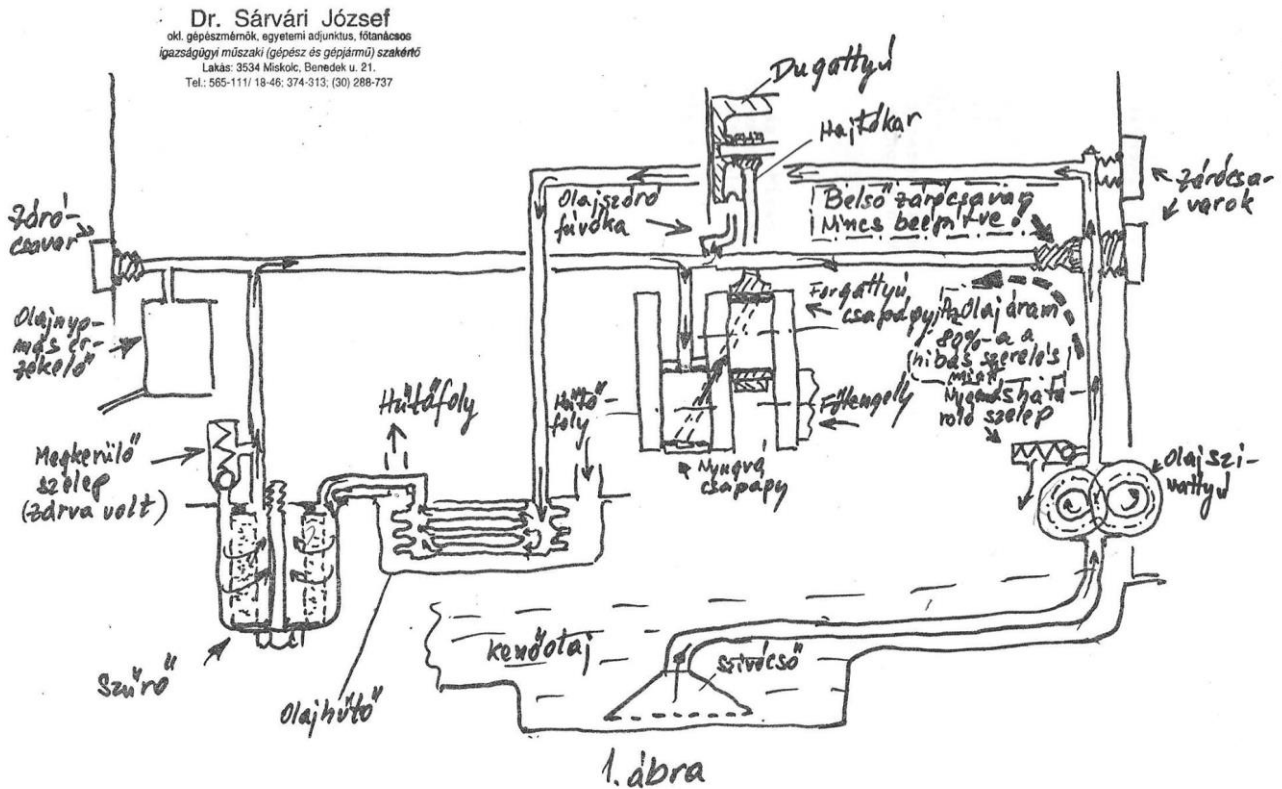 Dr. Sárvári József
okl. gépészmérnök, egyetemi adjunktus, főtanácsos
igazságügyi műszaki (gépész és gépjármű) szakértő
Lakás: 3534 Miskolc, Benedek u. 21.
Tel.: 565-111/ 18-46; 374-313; (30) 288-737
Dugattyú
Hajtókar
Záró-
csavar
Olajszóró
fúvóka
Belső zárócsavar
Nincs beépítve!
Zárócsa-
varok
Olajnyo-
más ér-
zékelő
Forgattyú
csapágy
Az Olajáram
80%-a a
hibás szerelés
miatt
Hűtőfoly
Hűtő-
foly
Főtengely
Nyomáshatá
roló szelep
Megkerülő
szelep
(zárva volt)
Nyugvó
csapágy
Olajszi-
vattyú
kenőolaj
szívócső
Szűrő
Olajhűtő
1. ábra